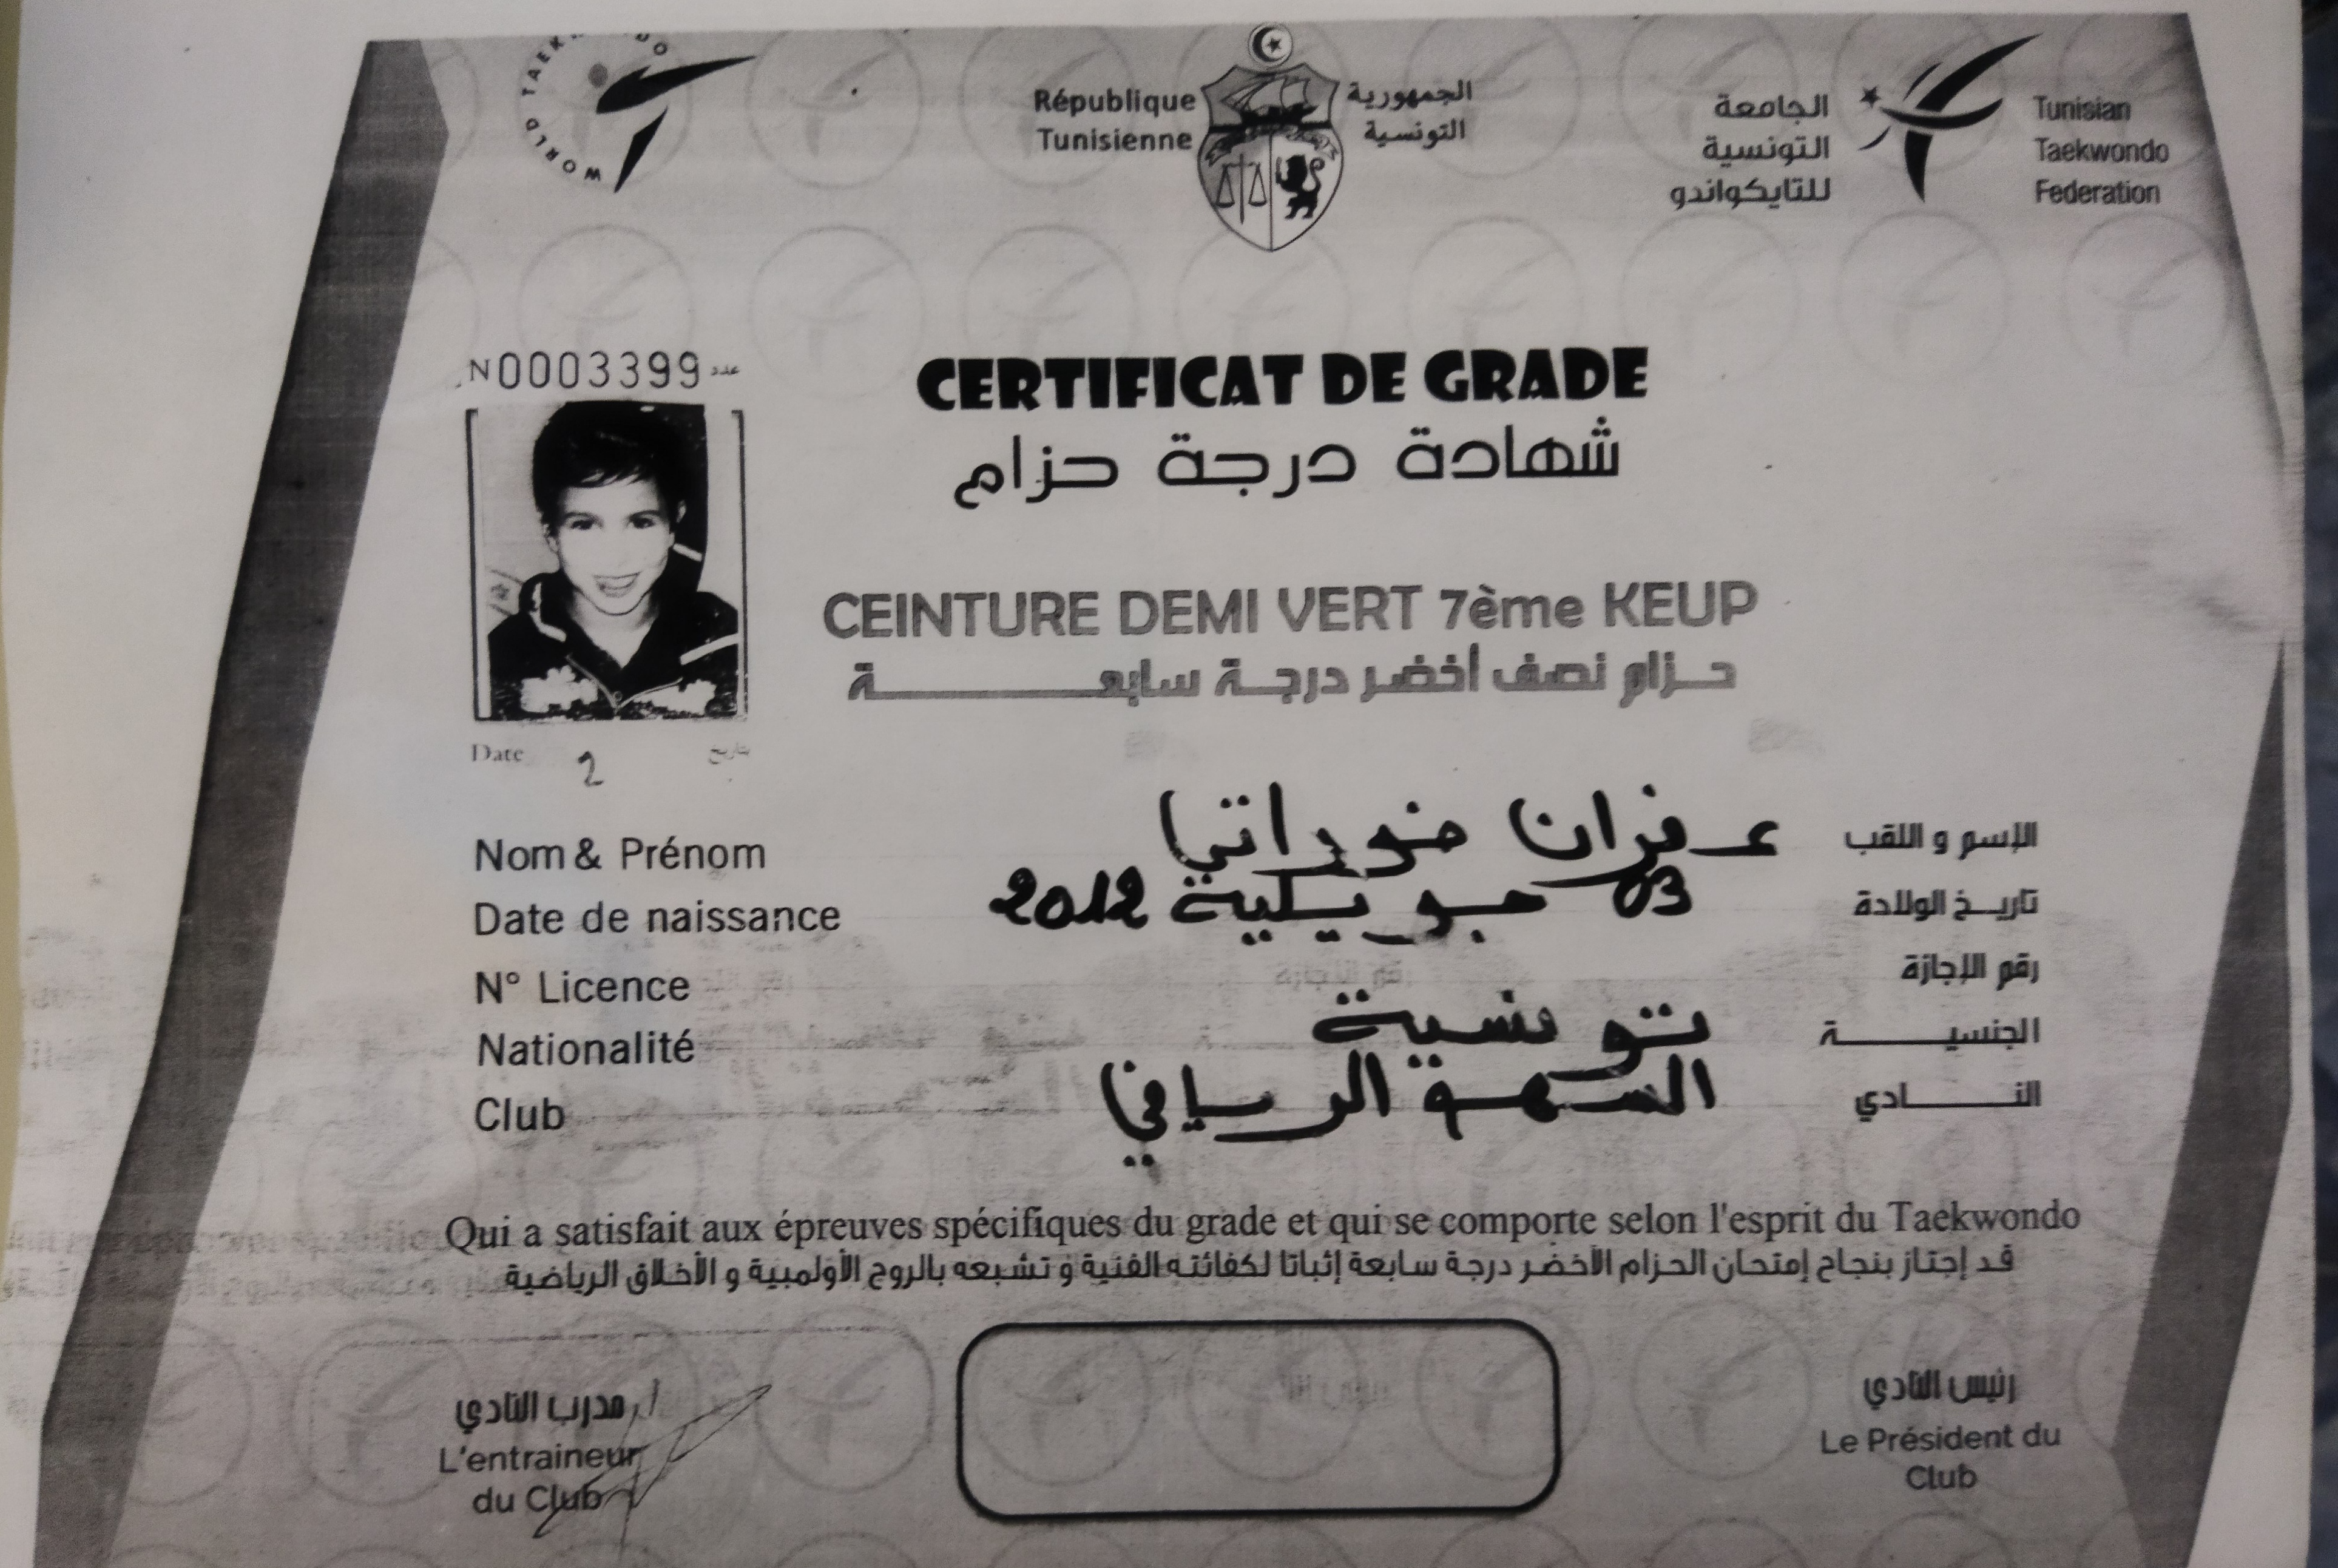 WORLD TAEKWONDO
République Tunisienne
الجمهورية التونسية
الجامعة التونسية للتايكواندو
Tunisian Taekwondo Federation
N0003399 عدد
CERTIFICAT DE GRADE
شهادة درجة حزام
CEINTURE DEMI VERT 7ème KEUP
حزام نصف أخضر درجة سابعة
Date 2 بتاريخ
Nom & Prénom عفران خوراتي الإسم و اللقب
Date de naissance 03 جويلية 2012 تاريخ الولادة
N° Licence رقم الإجازة
Nationalité تونسية الجنسية
Club السهم الرياضي النادي
Qui a satisfait aux épreuves spécifiques du grade et qui se comporte selon l'esprit du Taekwondo
قد إجتاز بنجاح إمتحان الحزام الأخضر درجة سابعة إثباتا لكفائته الفنية و تشبعه بالروح الأولمبية و الأخلاق الرياضية
مدرب النادي
L'entraineur
du Club
رئيس النادي
Le Président du
Club